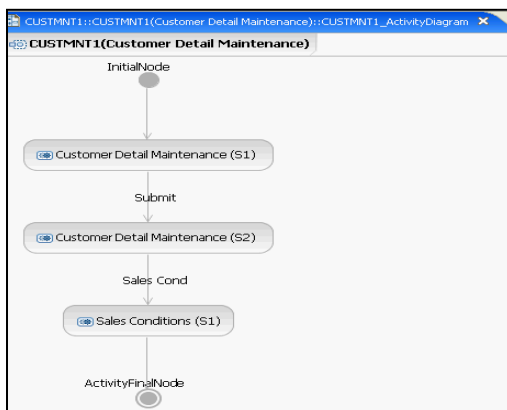 CUSTMNT1::CUSTMNT1(Customer Detail Maintenance)::CUSTMNT1_ActivityDiagram
CUSTMNT1(Customer Detail Maintenance)
InitialNode
Customer Detail Maintenance (S1)
Submit
Customer Detail Maintenance (S2)
Sales Cond
Sales Conditions (S1)
ActivityFinalNode